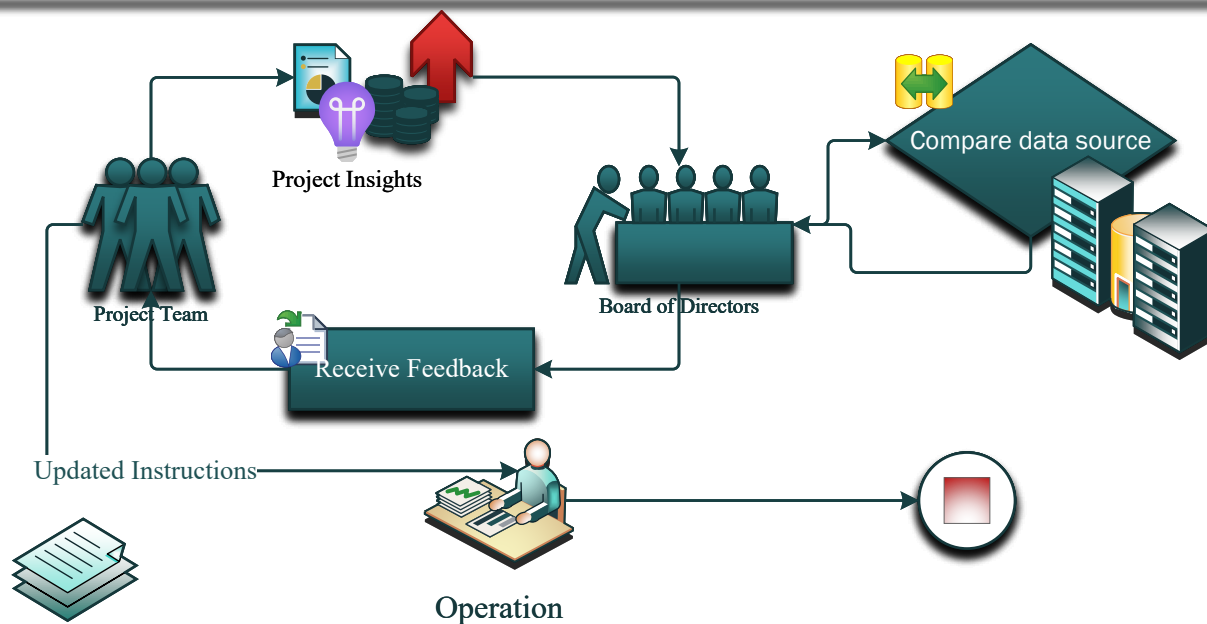 Compare data source
Project Insights
Board of Directors
Project Team
Receive Feedback
Updated Instructions
Operation